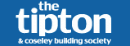 the
tipton
& coseley building society